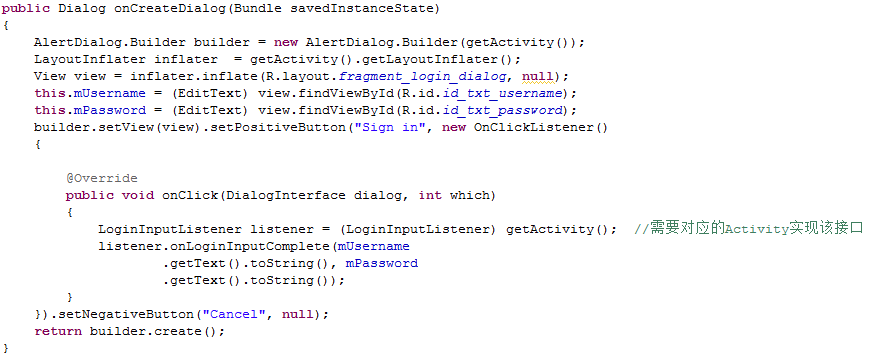 public Dialog onCreateDialog(Bundle savedInstanceState)
{
    AlertDialog.Builder builder = new AlertDialog.Builder(getActivity());
    LayoutInflater inflater  = getActivity().getLayoutInflater();
    View view = inflater.inflate(R.layout.fragment_login_dialog, null);
    this.mUsername = (EditText) view.findViewById(R.id.id_txt_username);
    this.mPassword = (EditText) view.findViewById(R.id.id_txt_password);
    builder.setView(view).setPositiveButton("Sign in", new OnClickListener()
    {
        @Override
        public void onClick(DialogInterface dialog, int which)
        {
            LoginInputListener listener = (LoginInputListener) getActivity();  //需要对应的Activity实现该接口
            listener.onLoginInputComplete(mUsername
                    .getText().toString(), mPassword
                    .getText().toString());
        }
    }).setNegativeButton("Cancel", null);
    return builder.create();
}